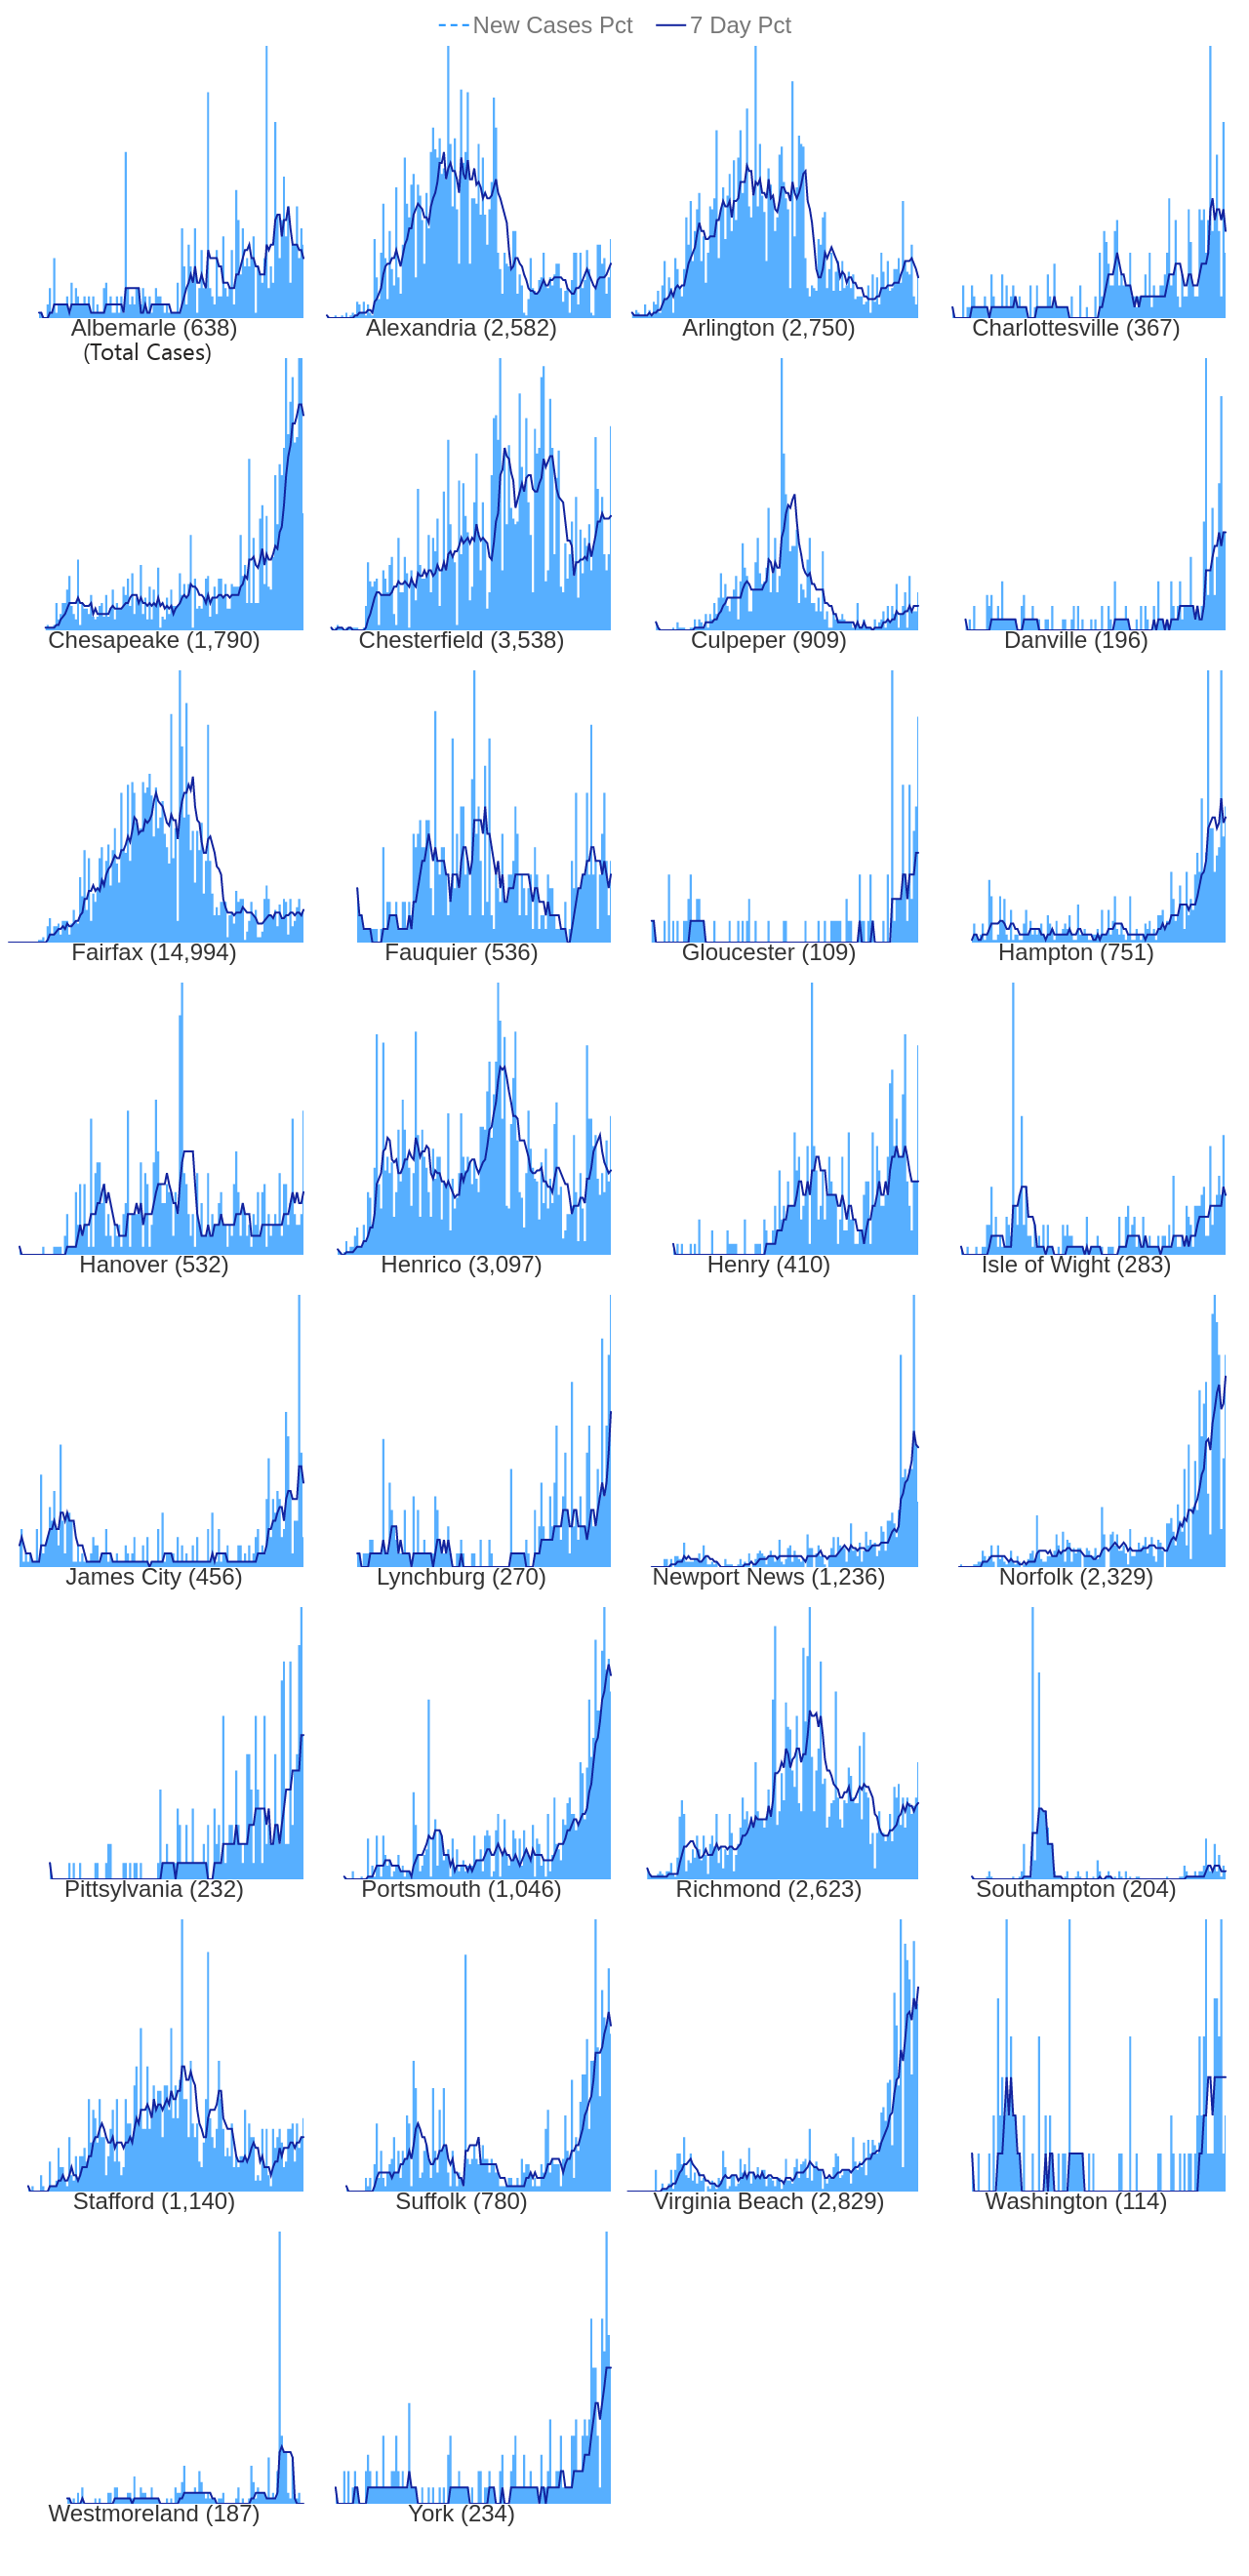 New Cases Pct 7 Day Pct
Albemarle (638) Alexandria (2,582) Arlington (2,750) Charlottesville (367)
(Total Cases)
Chesapeake (1,790) Chesterfield (3,538) Culpeper (909) Danville (196)
Fairfax (14,994) Fauquier (536) Gloucester (109) Hampton (751)
Hanover (532) Henrico (3,097) Henry (410) Isle of Wight (283)
James City (456) Lynchburg (270) Newport News (1,236) Norfolk (2,329)
Pittsylvania (232) Portsmouth (1,046) Richmond (2,623) Southampton (204)
Stafford (1,140) Suffolk (780) Virginia Beach (2,829) Washington (114)
Westmoreland (187) York (234)